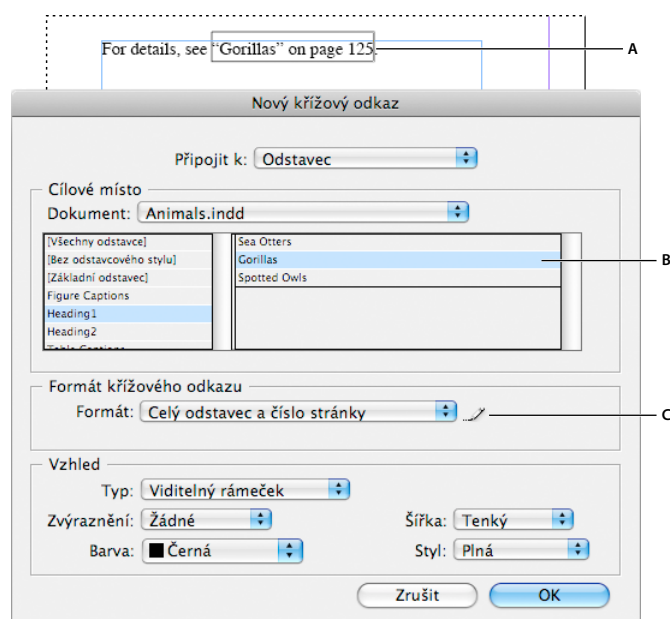 For details, see “Gorillas” on page 125.
A
Nový křížový odkaz
Připojit k: Odstavec
Cílové místo
Dokument: Animals.indd
[Všechny odstavce]
[Bez odstavcového stylu]
[Základní odstavec]
Figure Captions
Heading1
Heading2
Table Captions
Sea Otters
Gorillas
Spotted Owls
B
Formát křížového odkazu
Formát: Celý odstavec a číslo stránky
C
Vzhled
Typ: Viditelný rámeček
Zvýraznění: Žádné
Šířka: Tenký
Barva: Černá
Styl: Plná
Zrušit
OK